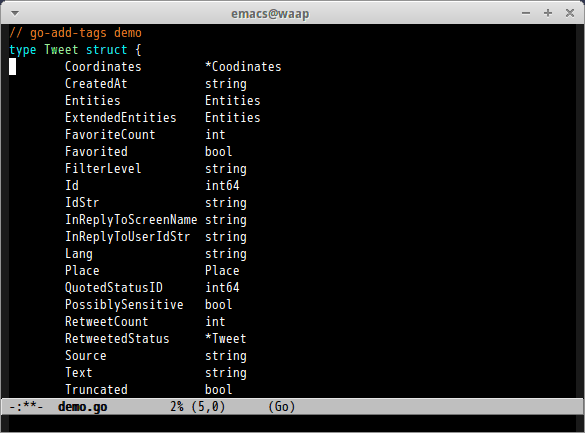 emacs@waap
// go-add-tags demo
type Tweet struct {
Coordinates *Coodinates
CreatedAt string
Entities Entities
ExtendedEntities Entities
FavoriteCount int
Favorited bool
FilterLevel string
Id int64
IdStr string
InReplyToScreenName string
InReplyToUserIdStr string
Lang string
Place Place
QuotedStatusID int64
PossiblySensitive bool
RetweetCount int
RetweetedStatus *Tweet
Source string
Text string
Truncated bool
-:**- demo.go 2% (5,0) (Go)